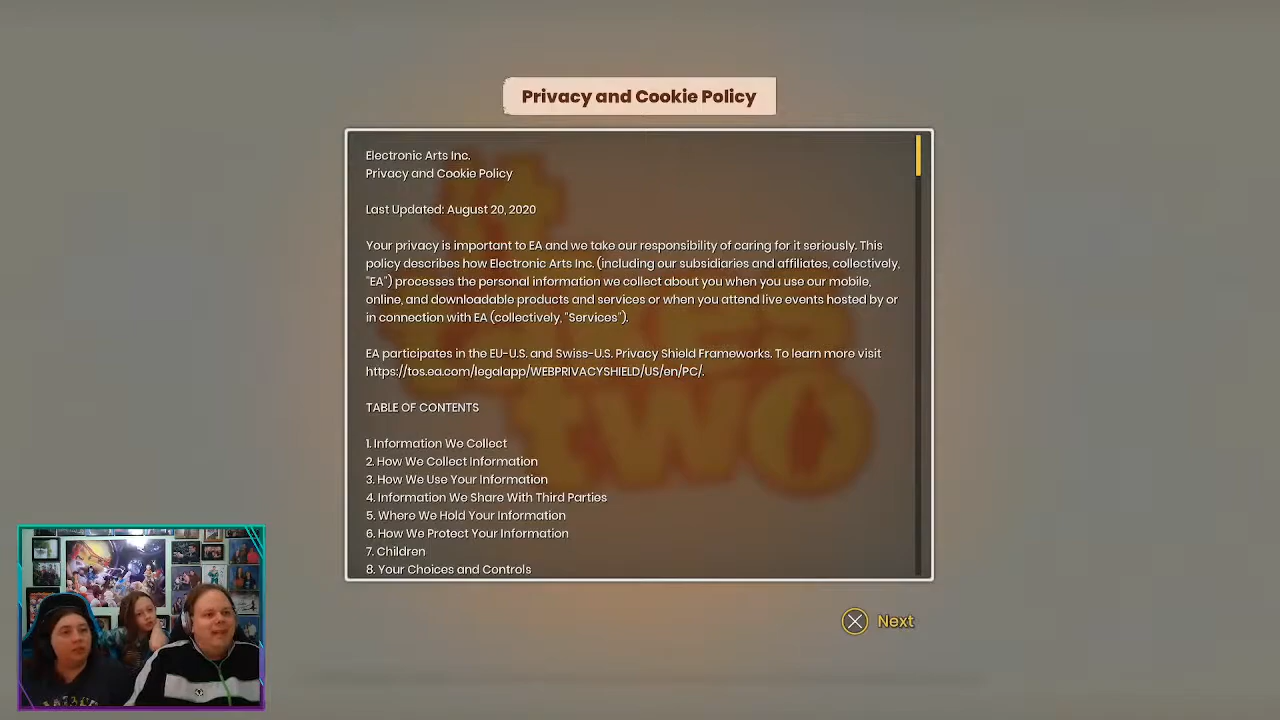 Privacy and Cookie Policy
Electronic Arts Inc.
Privacy and Cookie Policy
Last Updated: August 20, 2020
Your privacy is important to EA and we take our responsibility of caring for it seriously. This
policy describes how Electronic Arts Inc. (including our subsidiaries and affiliates, collectively,
"EA") processes the personal information we collect about you when you use our mobile,
online, and downloadable products and services or when you attend live events hosted by or
in connection with EA (collectively, "Services").
EA participates in the EU-U.S. and Swiss-U.S. Privacy Shield Frameworks. To learn more visit
https://tos.ea.com/legalapp/WEBPRIVACYSHIELD/US/en/PC/.
TABLE OF CONTENTS
1. Information We Collect
2. How We Collect Information
3. How We Use Your Information
4. Information We Share With Third Parties
5. Where We Hold Your Information
6. How We Protect Your Information
7. Children
8. Your Choices and Controls
Next
it
takes
two